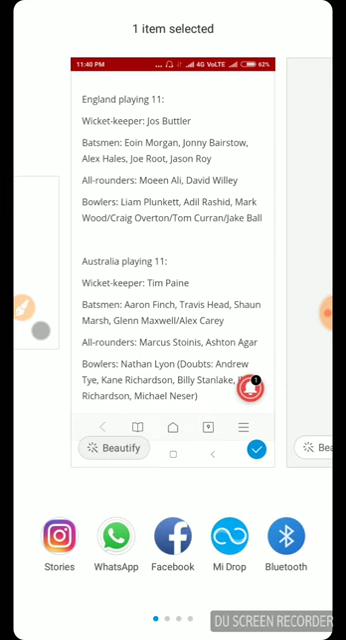 1 item selected
11:40 PM
... 4G VoLTE 62%
England playing 11:
Wicket-keeper: Jos Buttler
Batsmen: Eoin Morgan, Jonny Bairstow,
Alex Hales, Joe Root, Jason Roy
All-rounders: Moeen Ali, David Willey
Bowlers: Liam Plunkett, Adil Rashid, Mark
Wood/Craig Overton/Tom Curran/Jake Ball
Australia playing 11:
Wicket-keeper: Tim Paine
Batsmen: Aaron Finch, Travis Head, Shaun
Marsh, Glenn Maxwell/Alex Carey
All-rounders: Marcus Stoinis, Ashton Agar
Bowlers: Nathan Lyon (Doubts: Andrew
Tye, Kane Richardson, Billy Stanlake,
Richardson, Michael Neser)
1
9
Beautify
Bea
Stories WhatsApp Facebook Mi Drop Bluetooth
DU SCREEN RECORDER